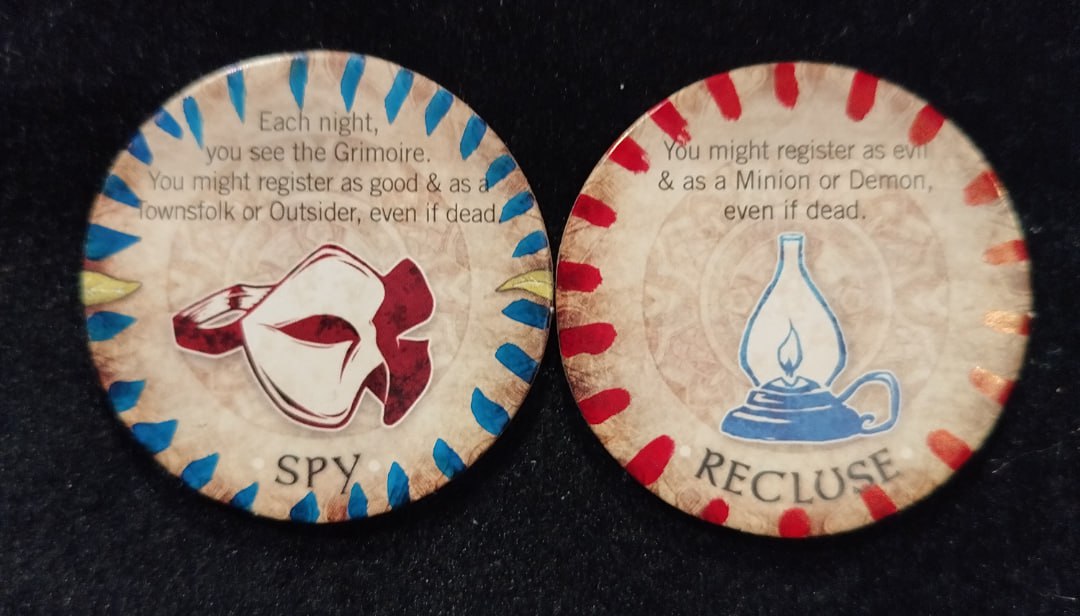 Each night,
you see the Grimoire.
You might register as good & as a
Townsfolk or Outsider, even if dead.
SPY
You might register as evil
& as a Minion or Demon,
even if dead.
RECLUSE